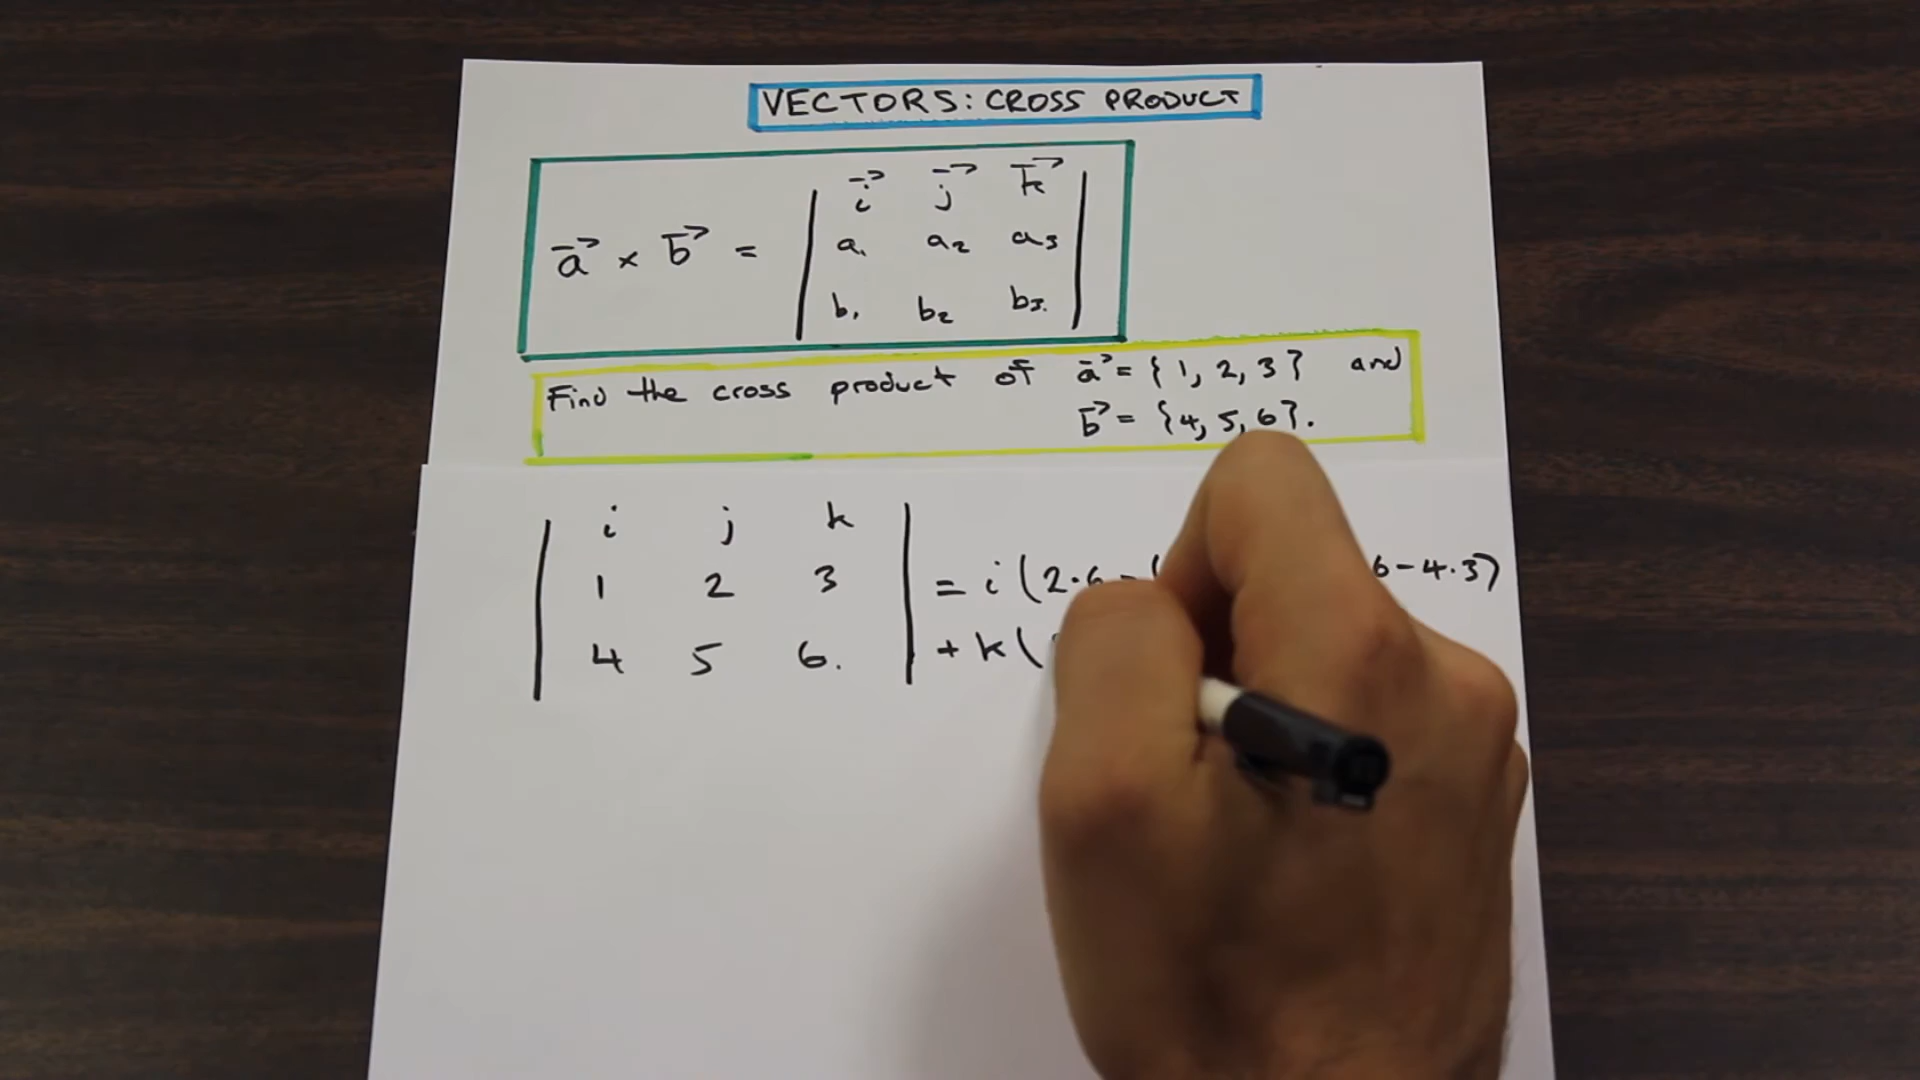 VECTORS: CROSS PRODUCT
i⃗ j⃗ k⃗
a⃗ × b⃗ = | a₁ a₂ a₃ |
b₁ b₂ b₃.
Find the cross product of a⃗ = {1, 2, 3} and
b⃗ = {4, 5, 6}.
i j k
1 2 3 = i(2·6 - 6 - 4·3)
4 5 6. + k(